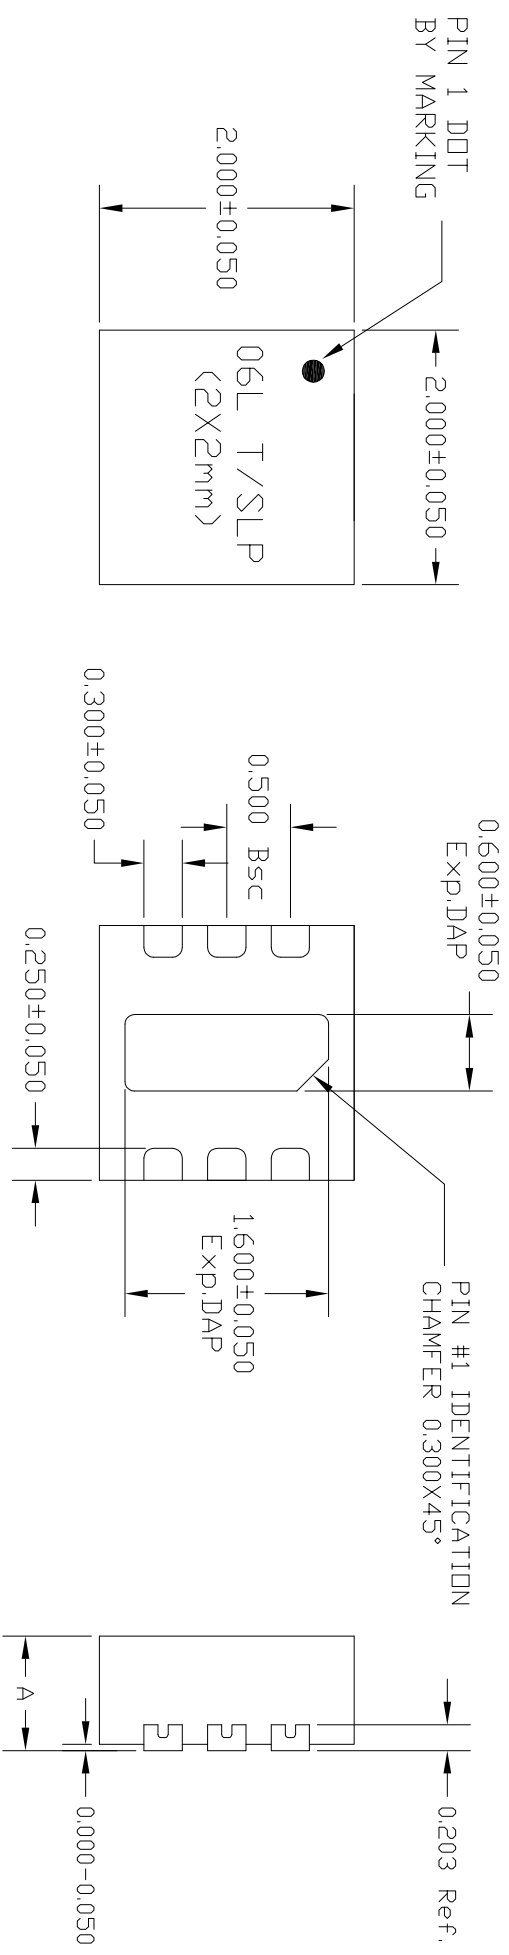 PIN 1 DOT
BY MARKING
2.000±0.050
2.000±0.050
06L T/SLP
(2X2mm)
0.600±0.050
Exp.DAP
0.500 Bsc
0.300±0.050
0.250±0.050
1.600±0.050
Exp.DAP
PIN #1 IDENTIFICATION
CHAMFER 0.300X45°
0.203 Ref.
A
0.000-0.050